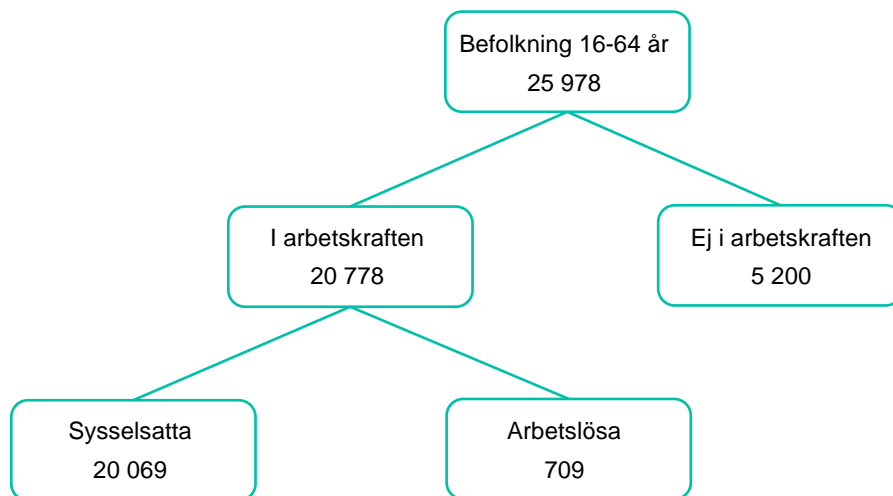 Befolkning 16-64 år
25 978
I arbetskraften
20 778
Ej i arbetskraften
5 200
Sysselsatta
20 069
Arbetslösa
709